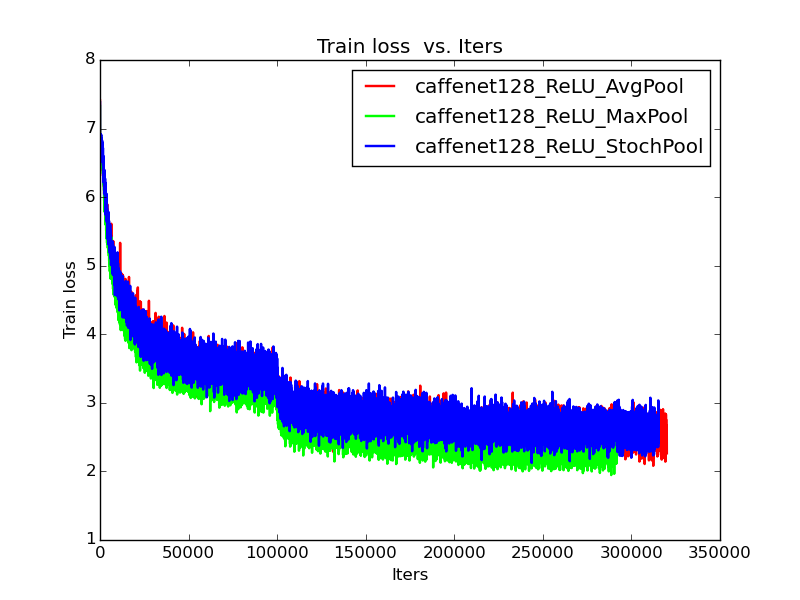 Train loss  vs. Iters
8
7
6
5
4
3
2
1
Train loss
caffenet128_ReLU_AvgPool
caffenet128_ReLU_MaxPool
caffenet128_ReLU_StochPool
0 50000 100000 150000 200000 250000 300000 350000
Iters